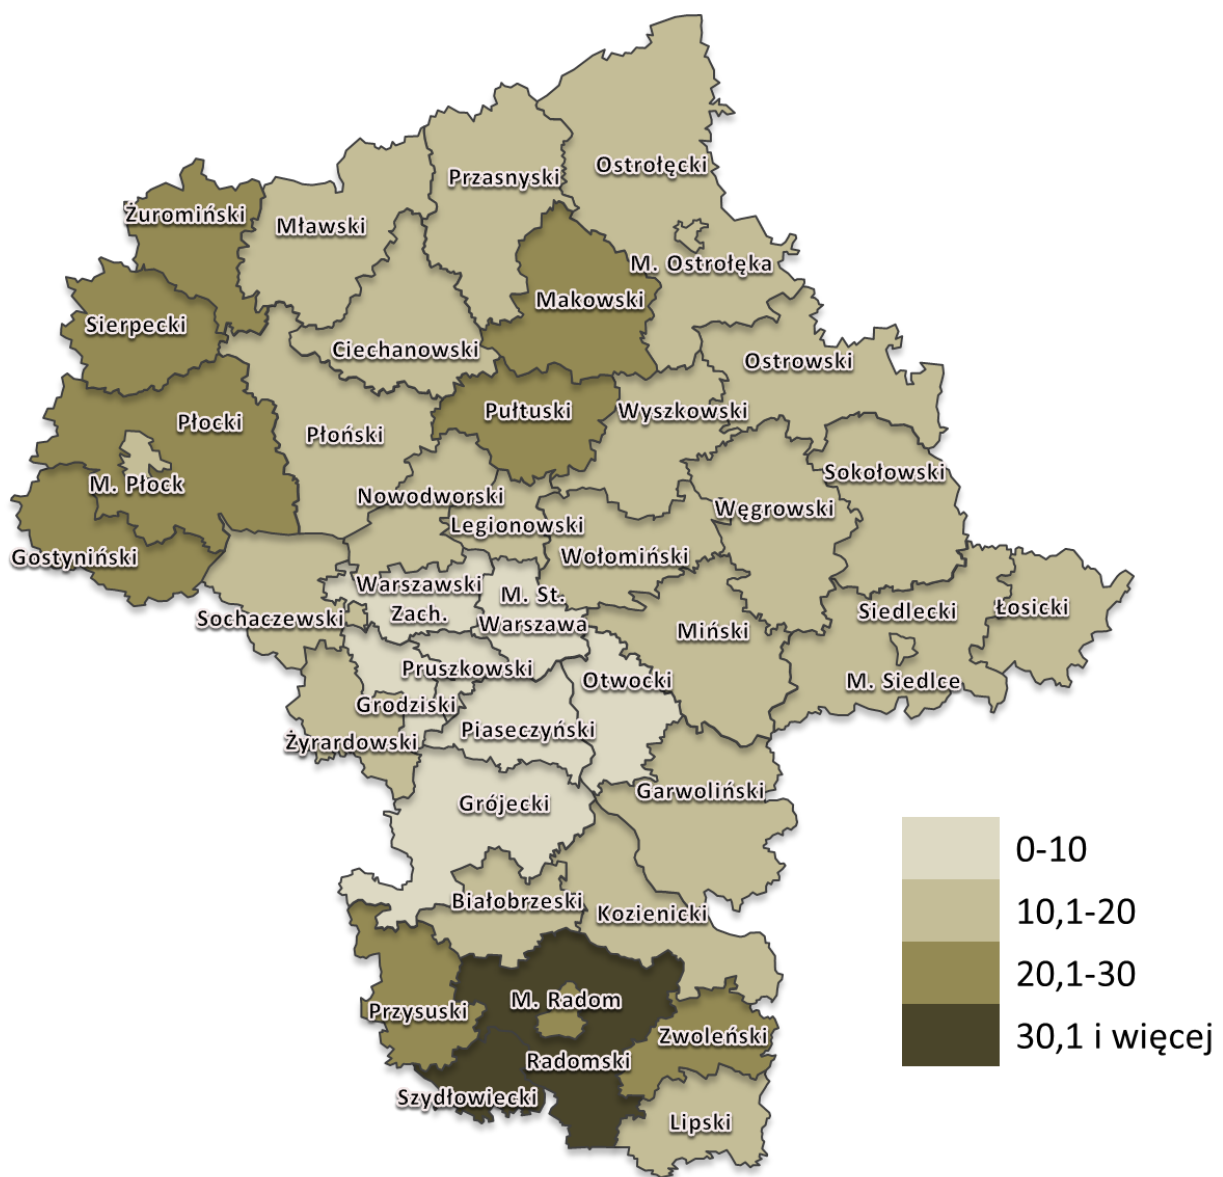 Ostrołęcki
Przasnyski
Żuromiński
Mławski
M. Ostrołęka
Makowski
Sierpecki
Ciechanowski
Ostrowski
Płocki
Pułtuski
Wyszkowski
Płoński
Sokołowski
M. Płock
Nowodworski
Węgrowski
Legionowski
Gostyniński
Wołomiński
Warszawski
Zach.
M. St.
Warszawa
Sochaczewski
Siedlecki
Łosicki
Miński
Pruszkowski
Otwocki
M. Siedlce
Grodziski
Piaseczyński
Żyrardowski
Garwoliński
Grójecki
Białobrzeski
Kozienicki
M. Radom
Przysuski
Zwoleński
Radomski
Szydłowiecki
Lipski
0-10
10,1-20
20,1-30
30,1 i więcej